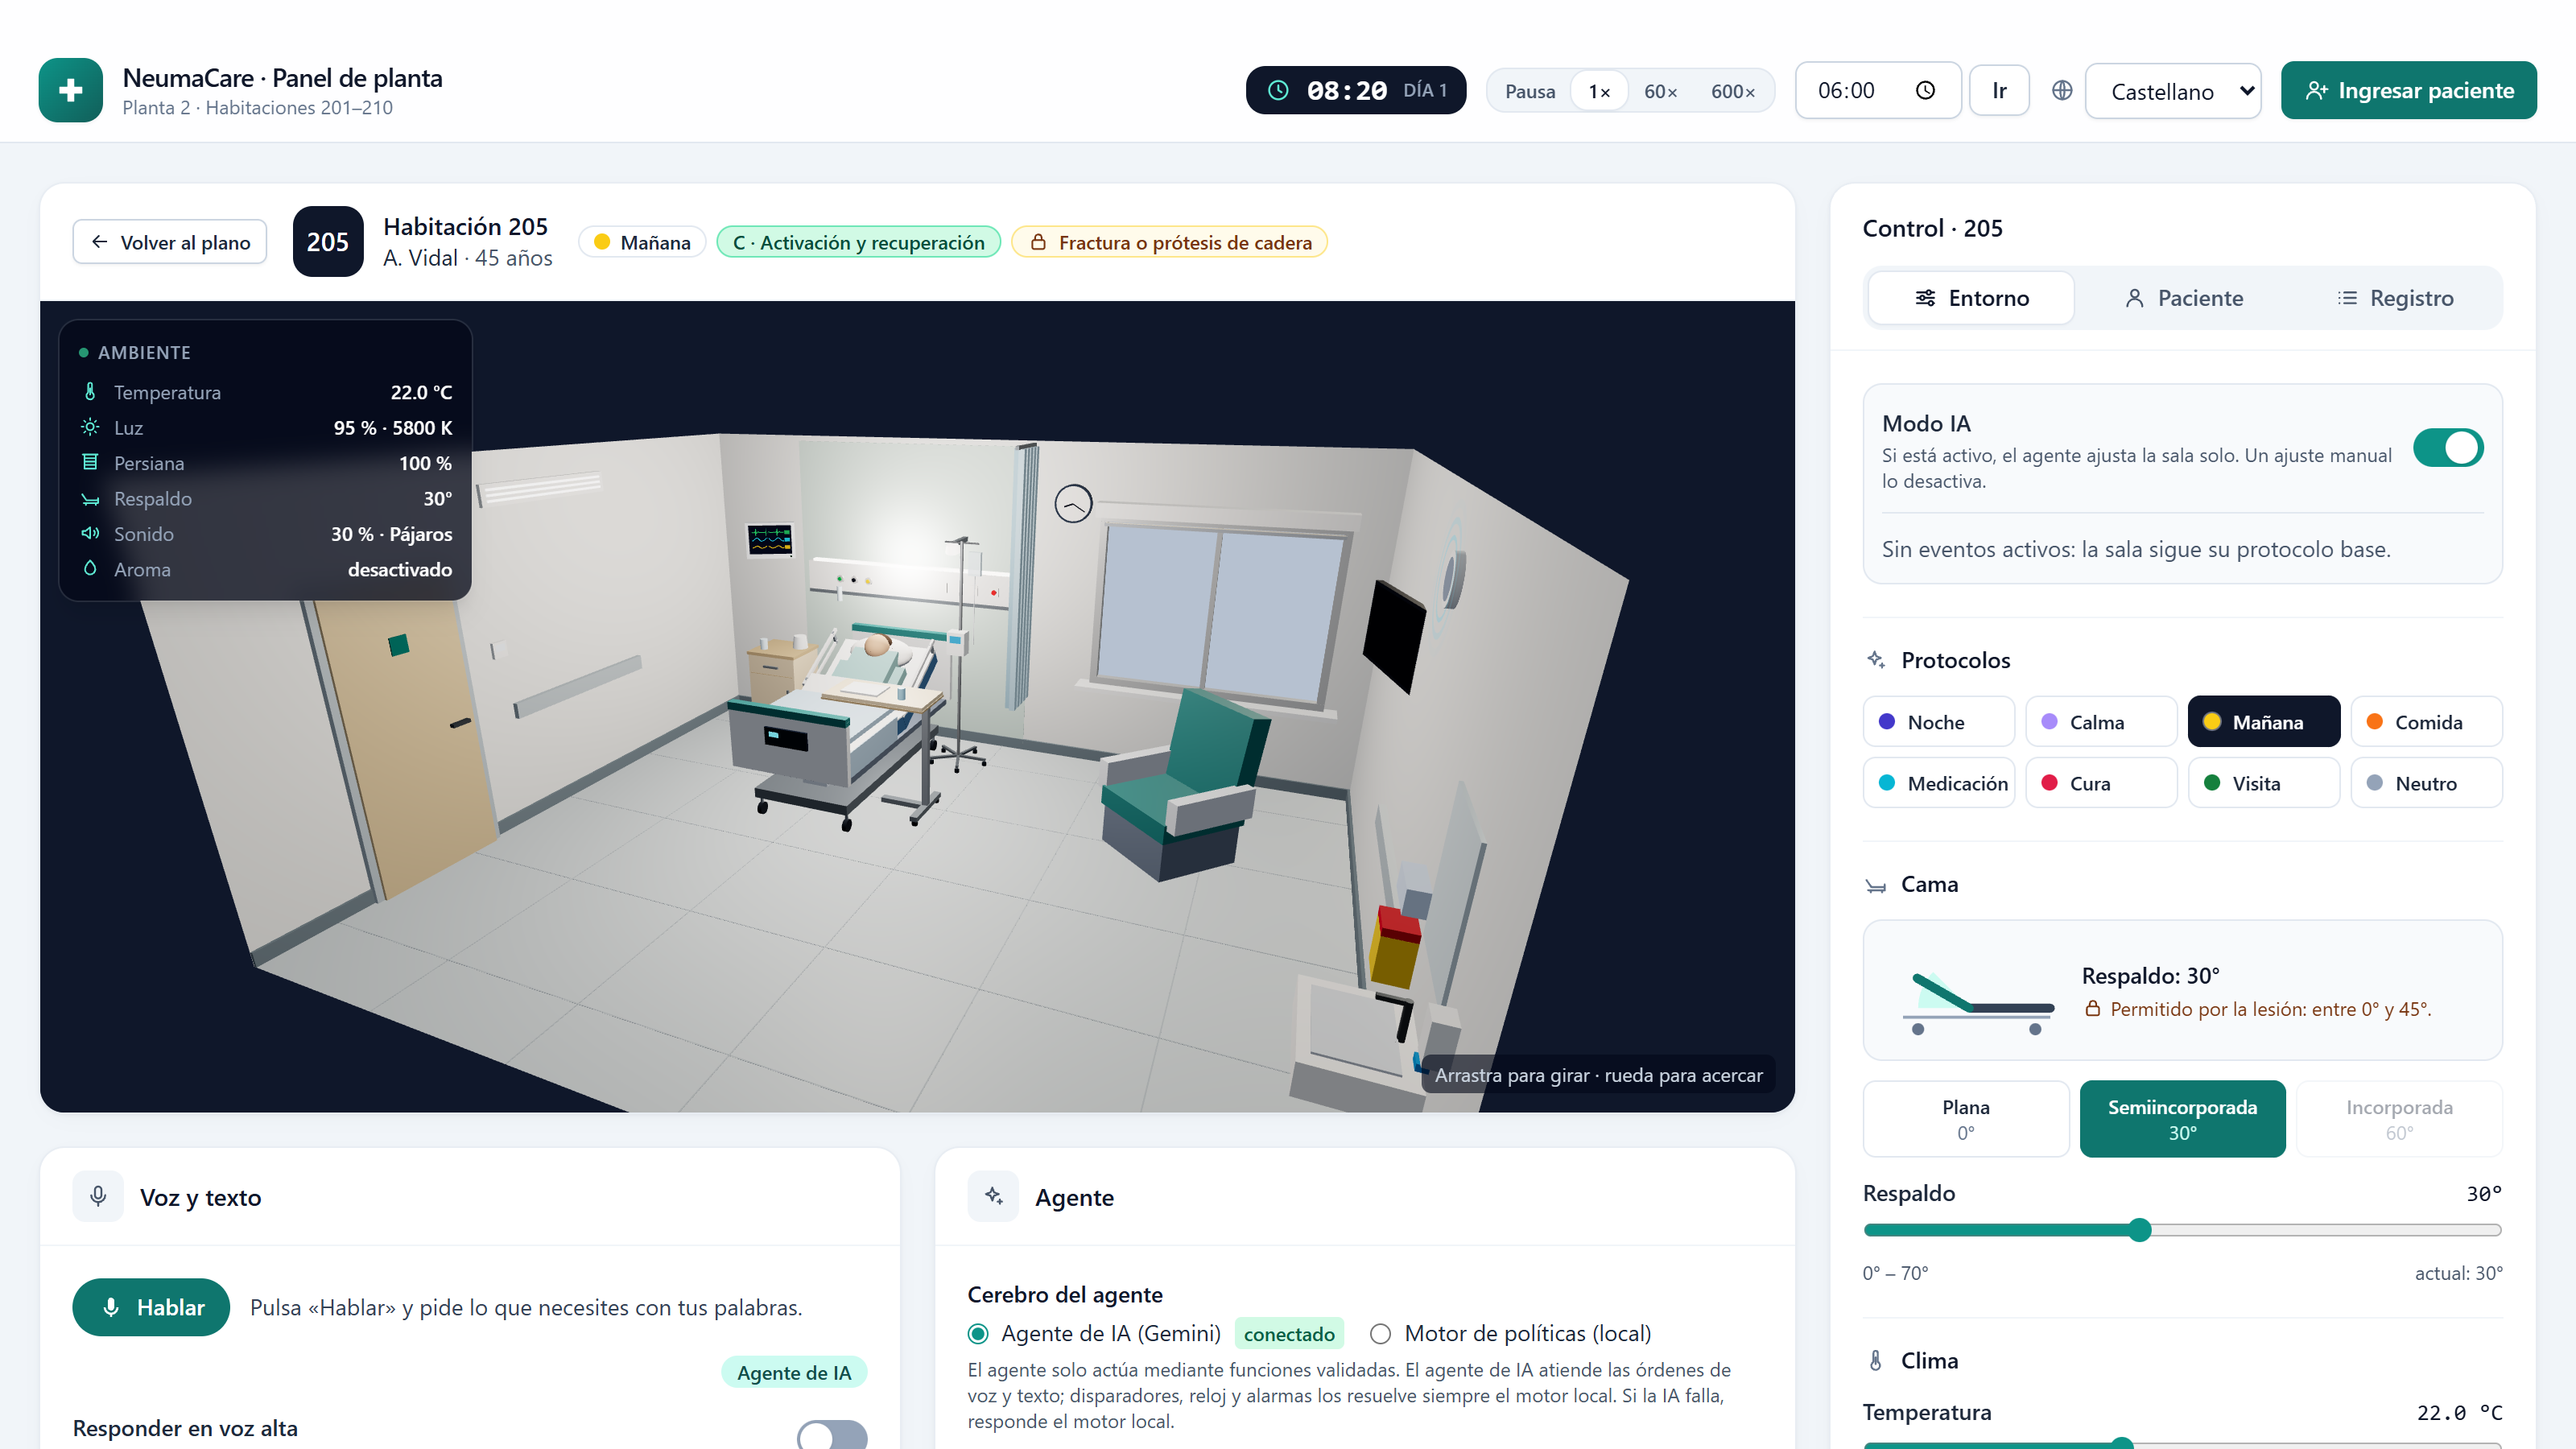 NeumaCare · Panel de planta
Planta 2 · Habitaciones 201–210
08:20 DÍA 1
Pausa 1× 60× 600×
06:00
Ir
Castellano
Ingresar paciente
Volver al plano
205
Habitación 205
A. Vidal · 45 años
Mañana
C · Activación y recuperación
Fractura o prótesis de cadera
AMBIENTE
Temperatura 22.0 °C
Luz 95 % · 5800 K
Persiana 100 %
Respaldo 30°
Sonido 30 % · Pájaros
Aroma desactivado
Arrastra para girar · rueda para acercar
Voz y texto
Hablar
Pulsa «Hablar» y pide lo que necesites con tus palabras.
Agente de IA
Responder en voz alta
Agente
Cerebro del agente
Agente de IA (Gemini) conectado Motor de políticas (local)
El agente solo actúa mediante funciones validadas. El agente de IA atiende las órdenes de
voz y texto; disparadores, reloj y alarmas los resuelve siempre el motor local. Si la IA falla,
responde el motor local.
Control · 205
Entorno Paciente Registro
Modo IA
Si está activo, el agente ajusta la sala solo. Un ajuste manual
lo desactiva.
Sin eventos activos: la sala sigue su protocolo base.
Protocolos
Noche Calma Mañana Comida
Medicación Cura Visita Neutro
Cama
Respaldo: 30°
Permitido por la lesión: entre 0° y 45°.
Plana Semiincorporada Incorporada
0° 30° 60°
Respaldo 30°
0° – 70° actual: 30°
Clima
Temperatura 22.0 °C